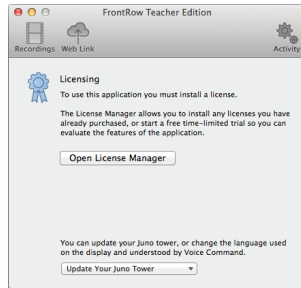 FrontRow Teacher Edition
Recordings Web Link Activity
Licensing
To use this application you must install a license.
The License Manager allows you to install any licenses you have
already purchased, or start a free time-limited trial so you can
evaluate the features of the application.
Open License Manager
You can update your Juno tower, or change the language used
on the display and understood by Voice Command.
Update Your Juno Tower